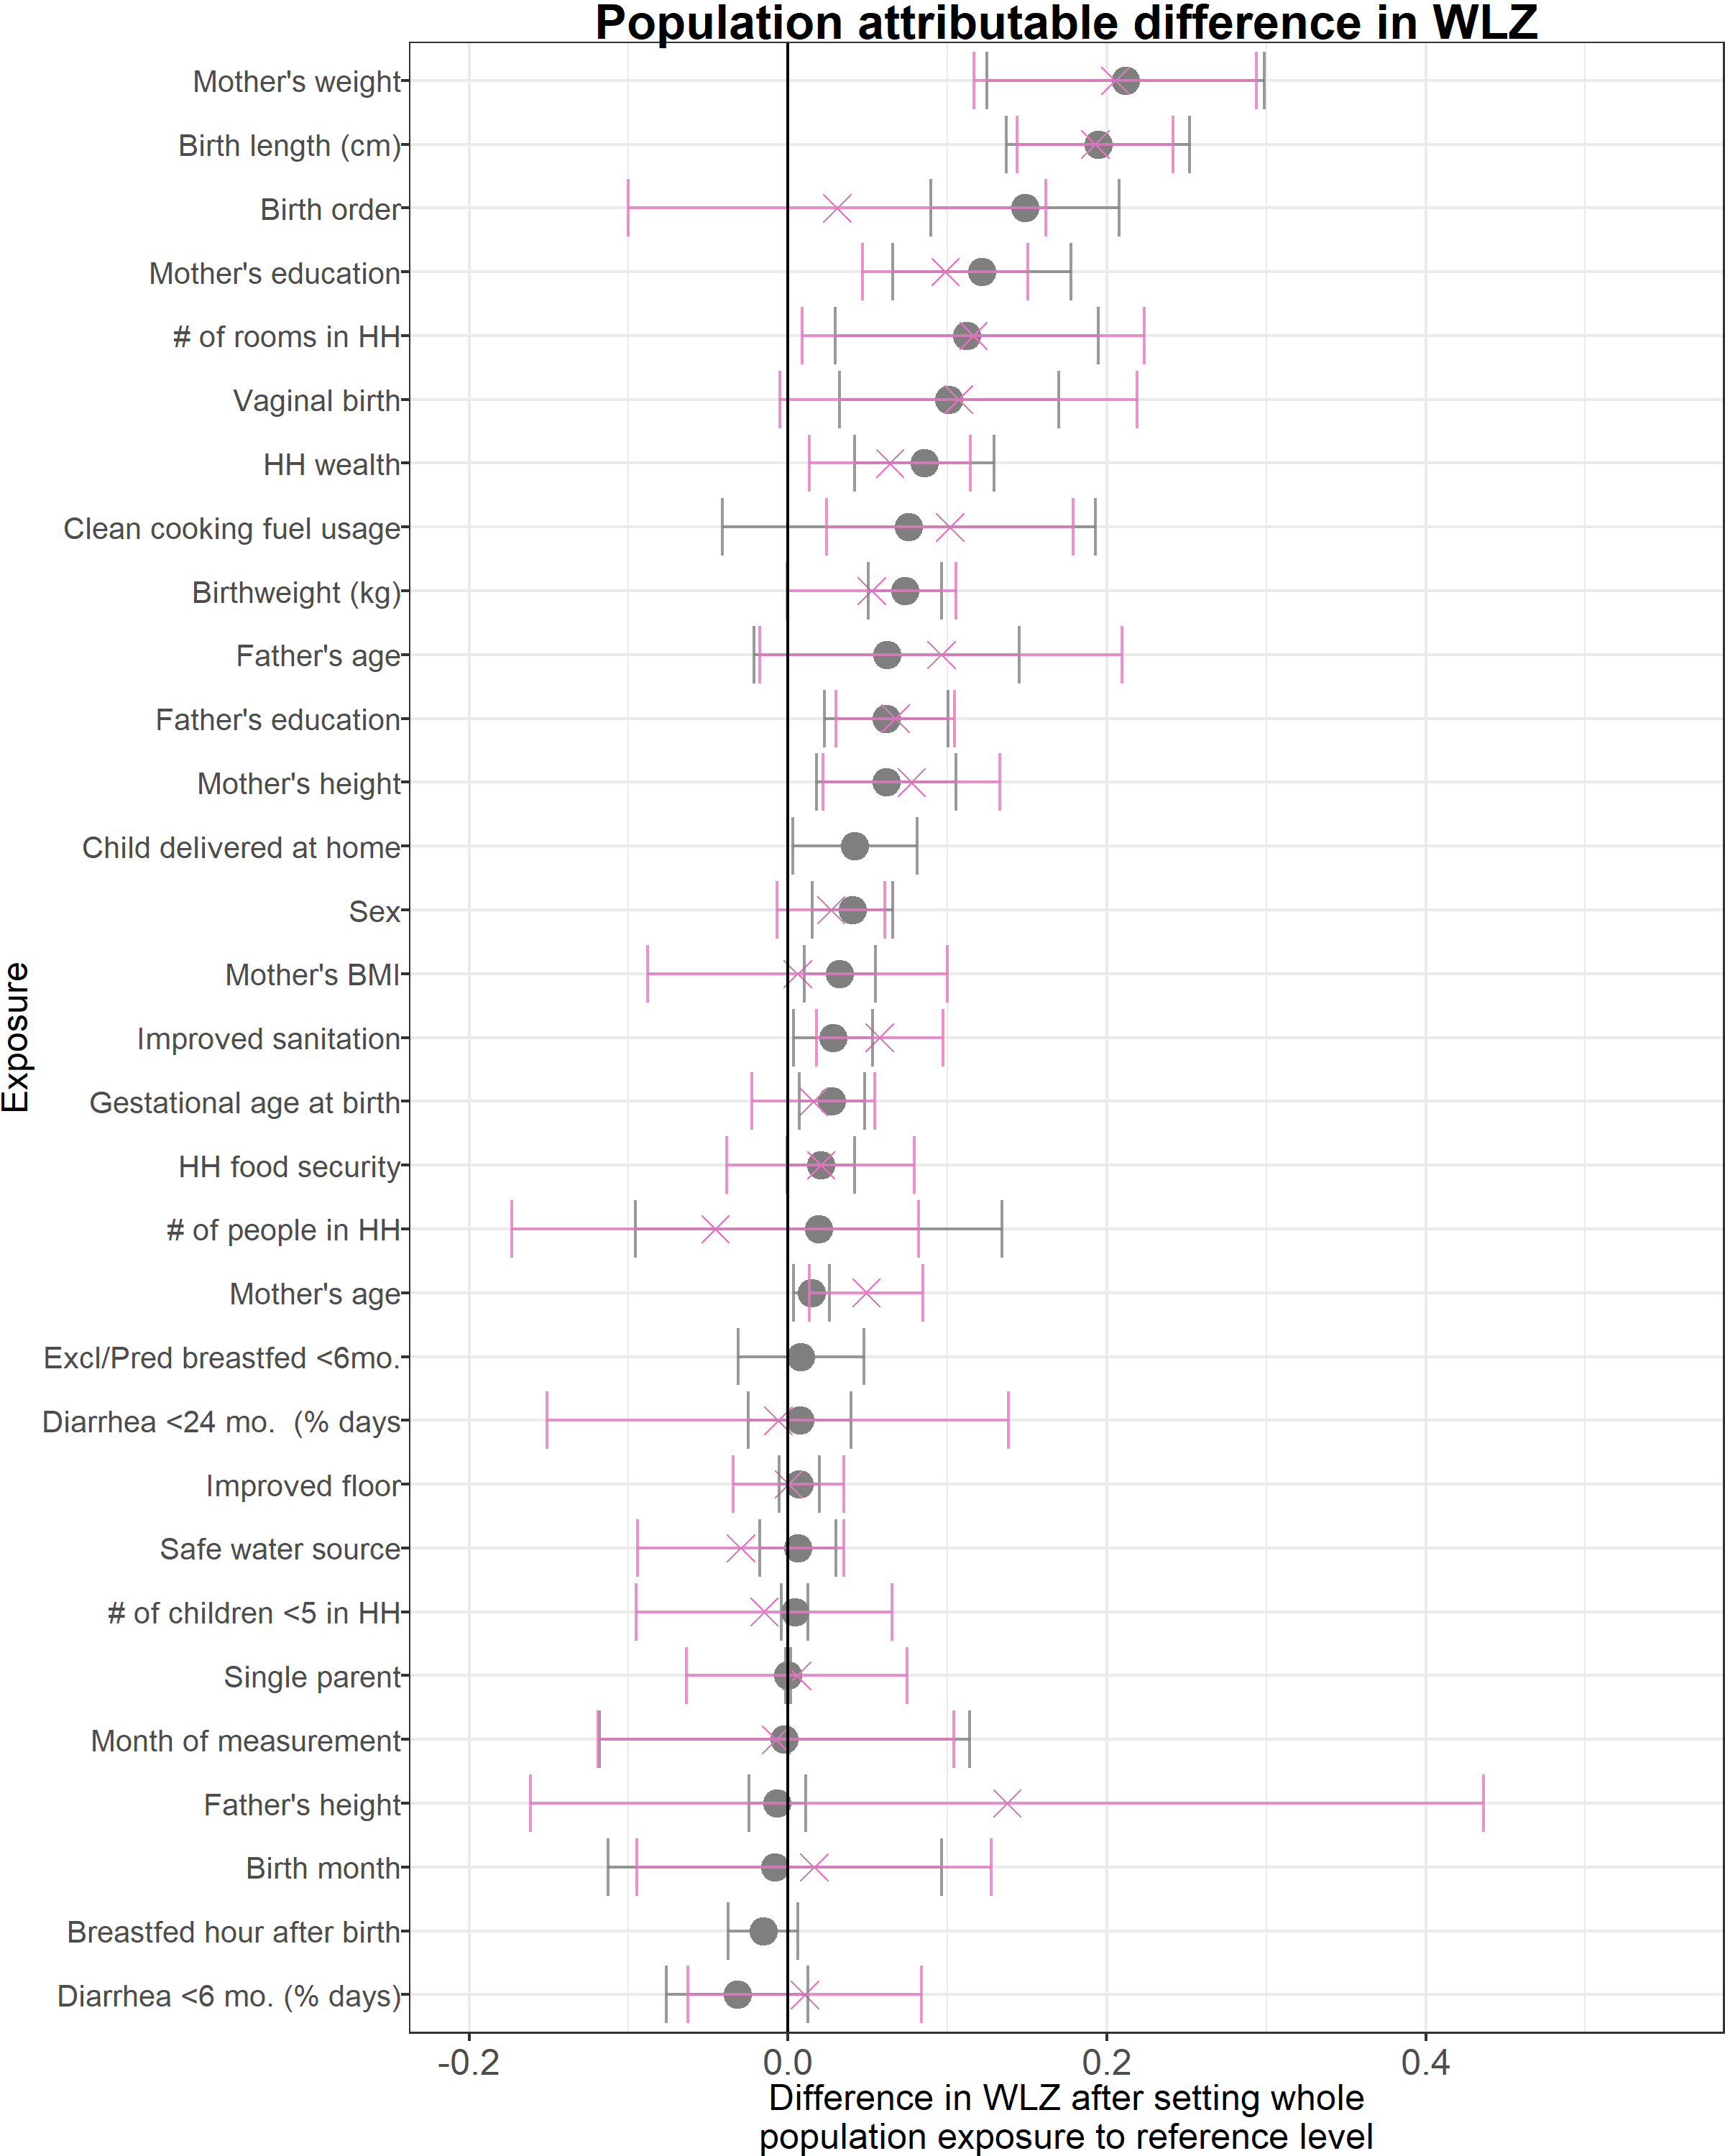 Population attributable difference in WLZ
Mother's weight
Birth length (cm)
Birth order
Mother's education
# of rooms in HH
Vaginal birth
HH wealth
Clean cooking fuel usage
Birthweight (kg)
Father's age
Father's education
Mother's height
Child delivered at home
Sex
Mother's BMI
Improved sanitation
Gestational age at birth
HH food security
# of people in HH
Mother's age
Excl/Pred breastfed <6mo.
Diarrhea <24 mo.  (% days
Improved floor
Safe water source
# of children <5 in HH
Single parent
Month of measurement
Father's height
Birth month
Breastfed hour after birth
Diarrhea <6 mo. (% days)
Exposure
-0.2 0.0 0.2 0.4
Difference in WLZ after setting whole
population exposure to reference level